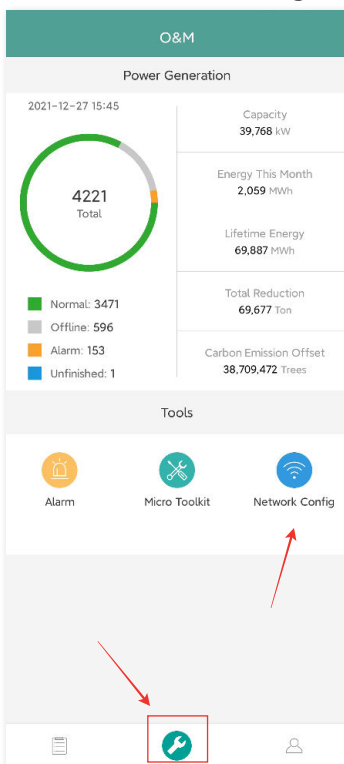 O&M
Power Generation
2021-12-27 15:45
4221
Total
Normal: 3471
Offline: 596
Alarm: 153
Unfinished: 1
Capacity
39,768 kW
Energy This Month
2,059 MWh
Lifetime Energy
69,887 MWh
Total Reduction
69,677 Ton
Carbon Emission Offset
38,709,472 Trees
Tools
Alarm
Micro Toolkit
Network Config